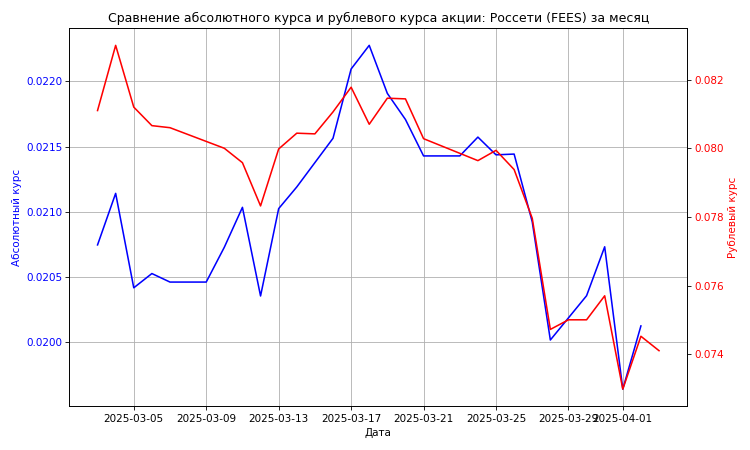 Сравнение абсолютного курса и рублевого курса акции: Россети (FEES) за месяц
Абсолютный курс
0.0220
0.0215
0.0210
0.0205
0.0200
0.082
0.080
0.078
0.076
0.074
Рублевый курс
2025-03-05 2025-03-09 2025-03-13 2025-03-17 2025-03-21 2025-03-25 2025-03-29 2025-04-01
Дата